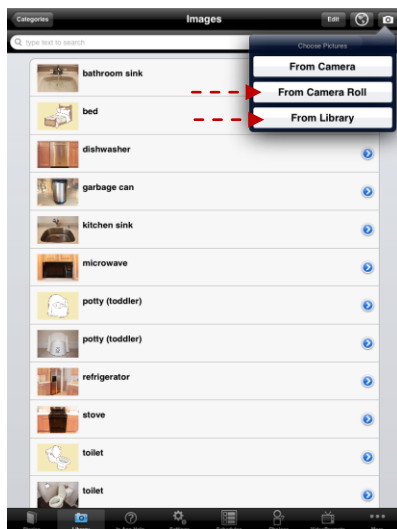 Categories
Images
Edit
type text to search
Choose Pictures
From Camera
From Camera Roll
From Library
bathroom sink
bed
dishwasher
garbage can
kitchen sink
microwave
potty (toddler)
potty (toddler)
refrigerator
stove
toilet
toilet
Library